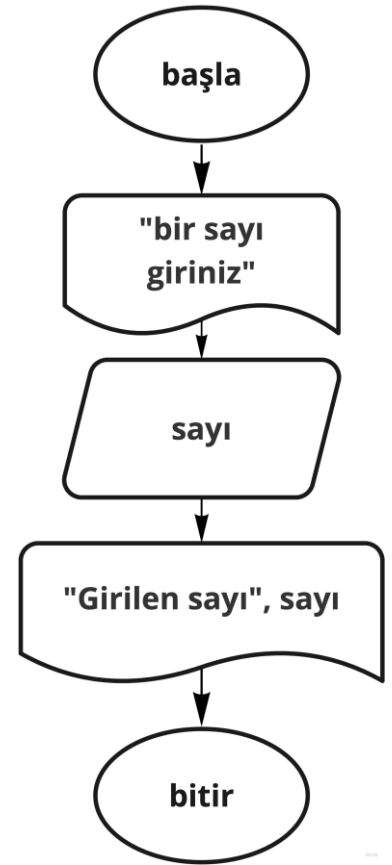 başla
"bir sayı
giriniz"
sayı
"Girilen sayı", sayı
bitir